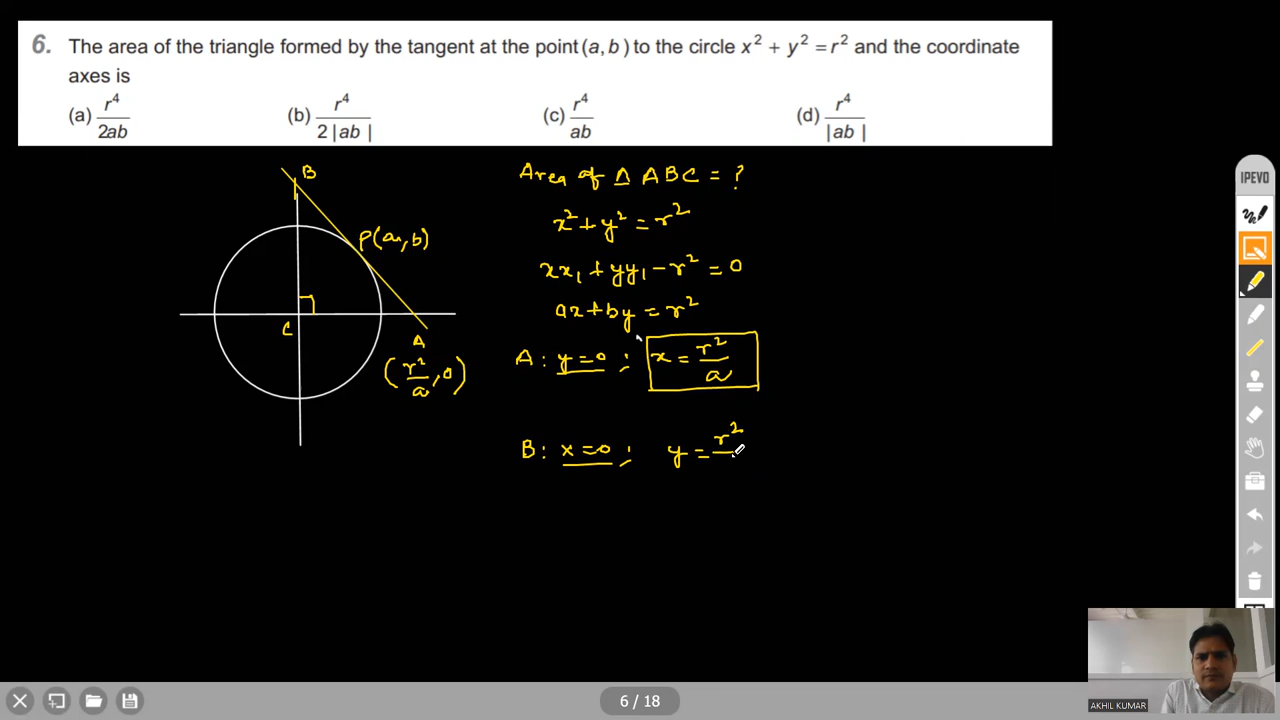 6. The area of the triangle formed by the tangent at the point (a, b) to the circle x² + y² = r² and the coordinate
axes is
(a) r⁴/2ab (b) r⁴/2|ab| (c) r⁴/ab (d) r⁴/|ab|
B
P(a, b)
C
A
(r²/a, 0)
Area of Δ ABC = ?
x² + y² = r²
xx₁ + yy₁ - r² = 0
ax + by = r²
A: y = 0 ; x = r²/a
B: x = 0 ; y = r²
IPEVO
6 / 18
AKHIL KUMAR